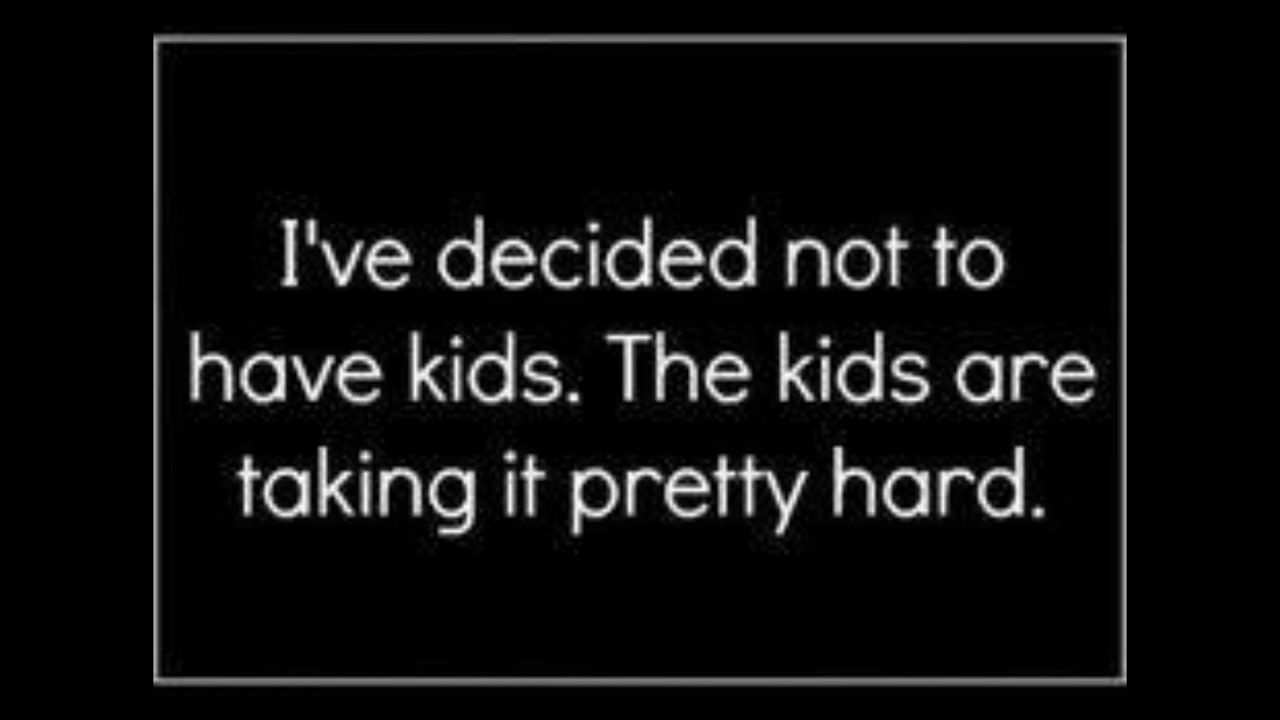 I've decided not to
have kids. The kids are
taking it pretty hard.